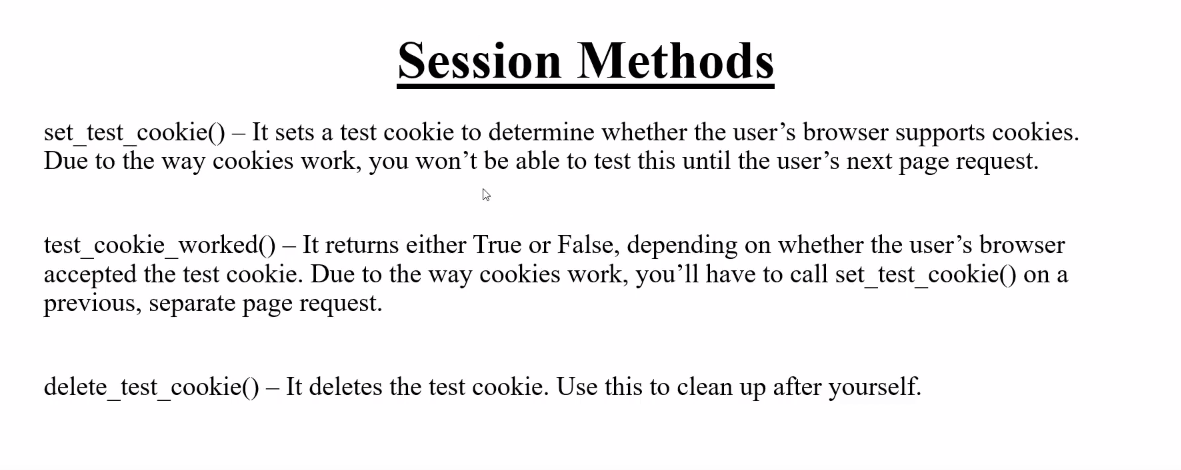 Session Methods
set_test_cookie() – It sets a test cookie to determine whether the user’s browser supports cookies.
Due to the way cookies work, you won’t be able to test this until the user’s next page request.
test_cookie_worked() – It returns either True or False, depending on whether the user’s browser
accepted the test cookie. Due to the way cookies work, you’ll have to call set_test_cookie() on a
previous, separate page request.
delete_test_cookie() – It deletes the test cookie. Use this to clean up after yourself.